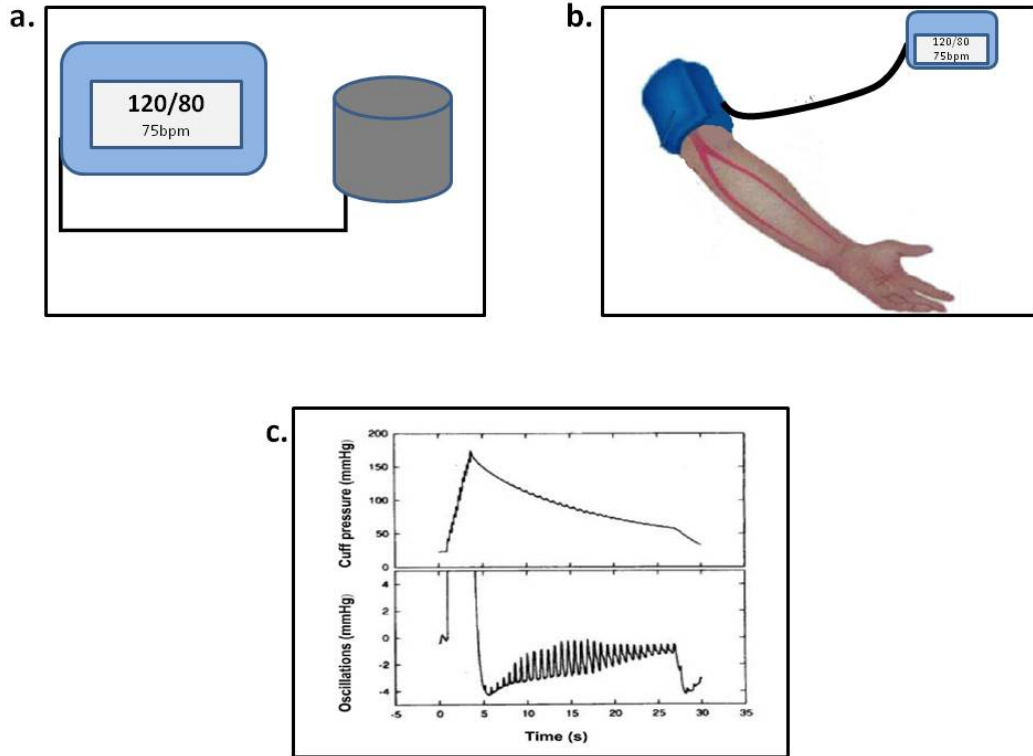 a.
120/80
75bpm
b.
120/80
75bpm
c.
Cuff pressure (mmHg)
200
150
100
50
0
Oscillations (mmHg)
4
2
0
-2
-4
-5 0 5 10 15 20 25 30 35
Time (s)